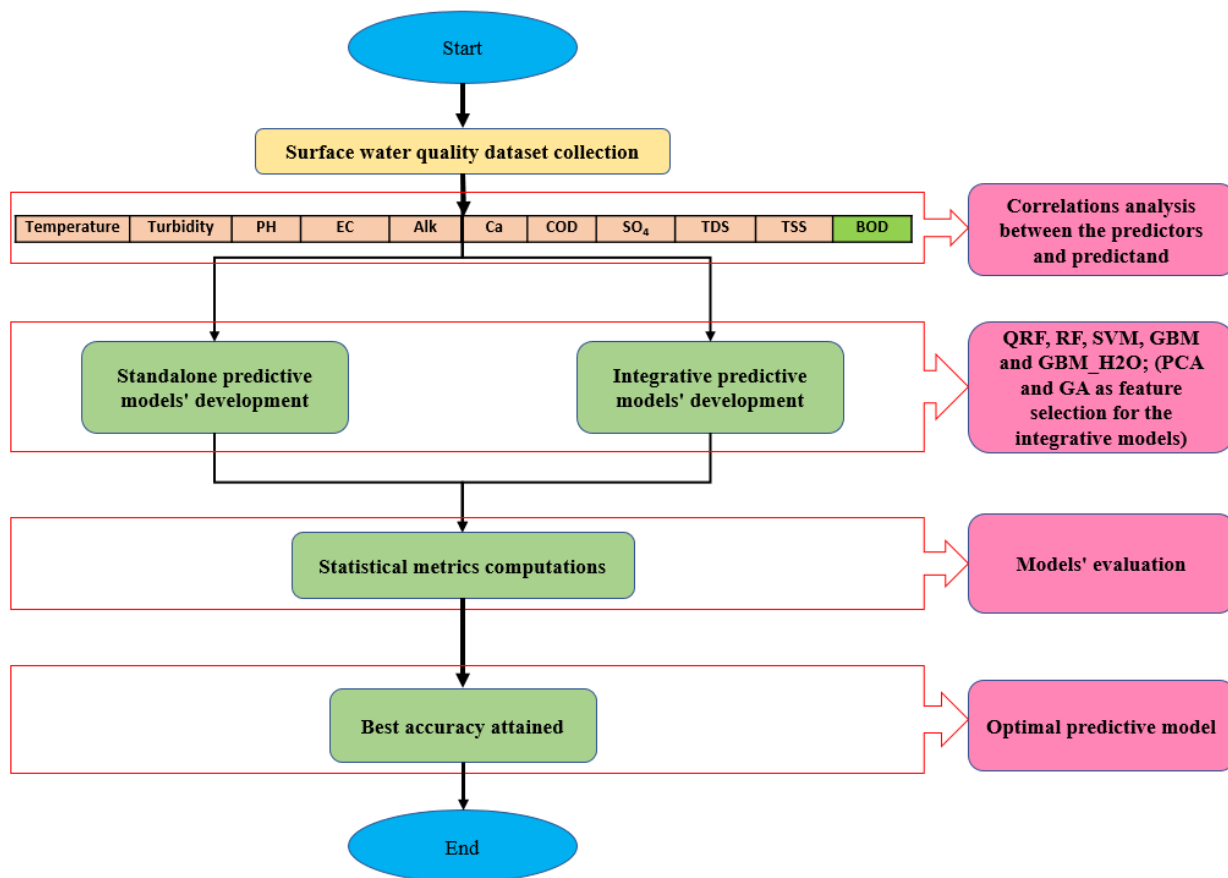 Start
Surface water quality dataset collection
Temperature Turbidity PH EC Alk Ca COD SO₄ TDS TSS BOD
Correlations analysis
between the predictors
and predictand
Standalone predictive
models' development
Integrative predictive
models' development
QRF, RF, SVM, GBM
and GBM_H2O; (PCA
and GA as feature
selection for the
integrative models)
Statistical metrics computations
Models' evaluation
Best accuracy attained
Optimal predictive model
End